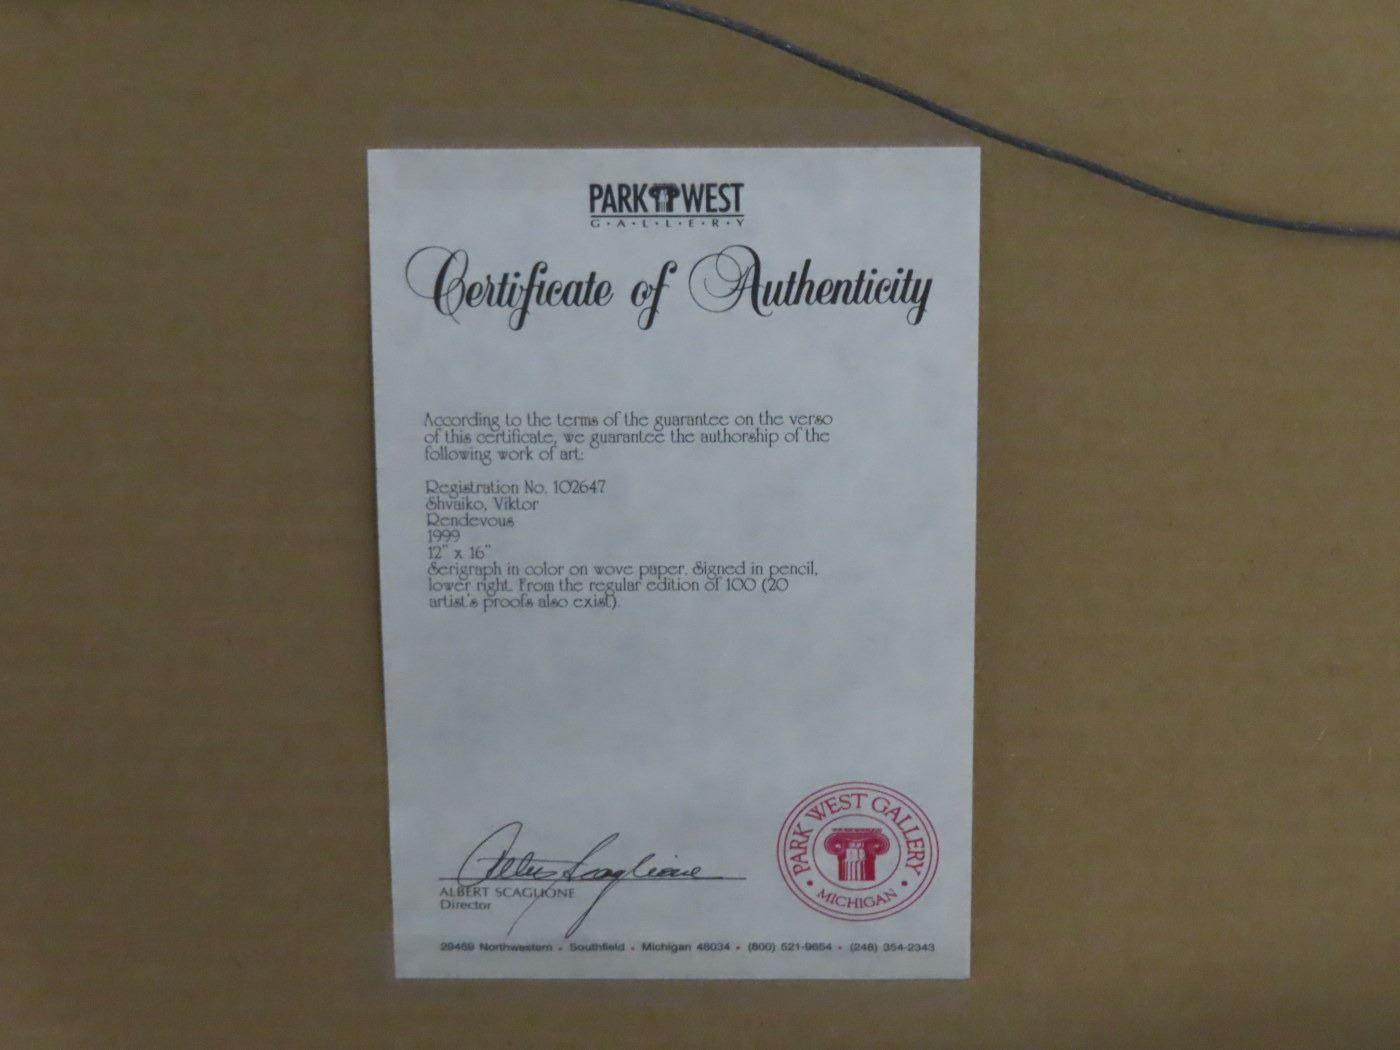 PARK WEST
G·A·L·L·E·R·Y
Certificate of Authenticity
According to the terms of the guarantee on the verso
of this certificate, we guarantee the authorship of the
following work of art:
Registration No. 102647
Shvaiko, Viktor
Rendevous
1999
12" x 16"
Serigraph in color on wove paper. Signed in pencil,
lower right. From the regular edition of 100 (20
artist's proofs also exist).
Albert Scaglione
ALBERT SCAGLIONE
Director
PARK WEST GALLERY
• MICHIGAN •
29469 Northwestern • Southfield • Michigan 48034 • (800) 521-9654 • (248) 354-2343